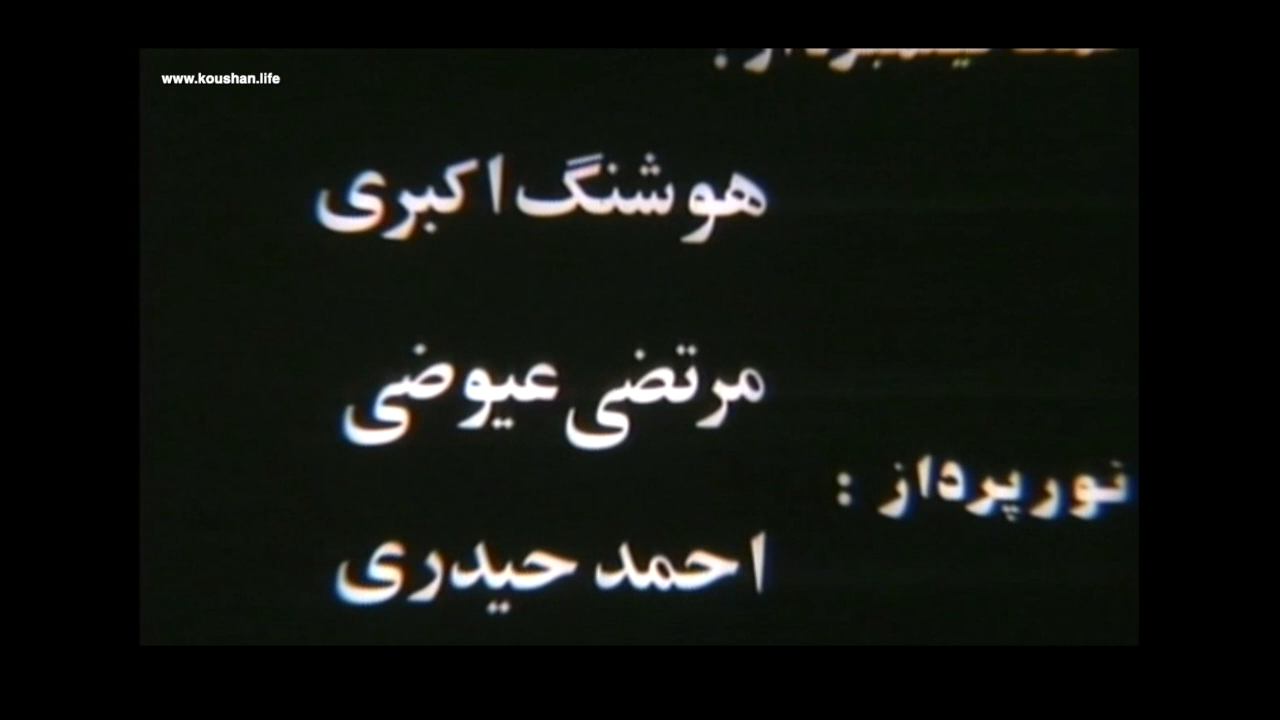 www.koushan.life
هوشنگ اکبری
مرتضی عیوضی
نورپرداز :
احمد حیدری